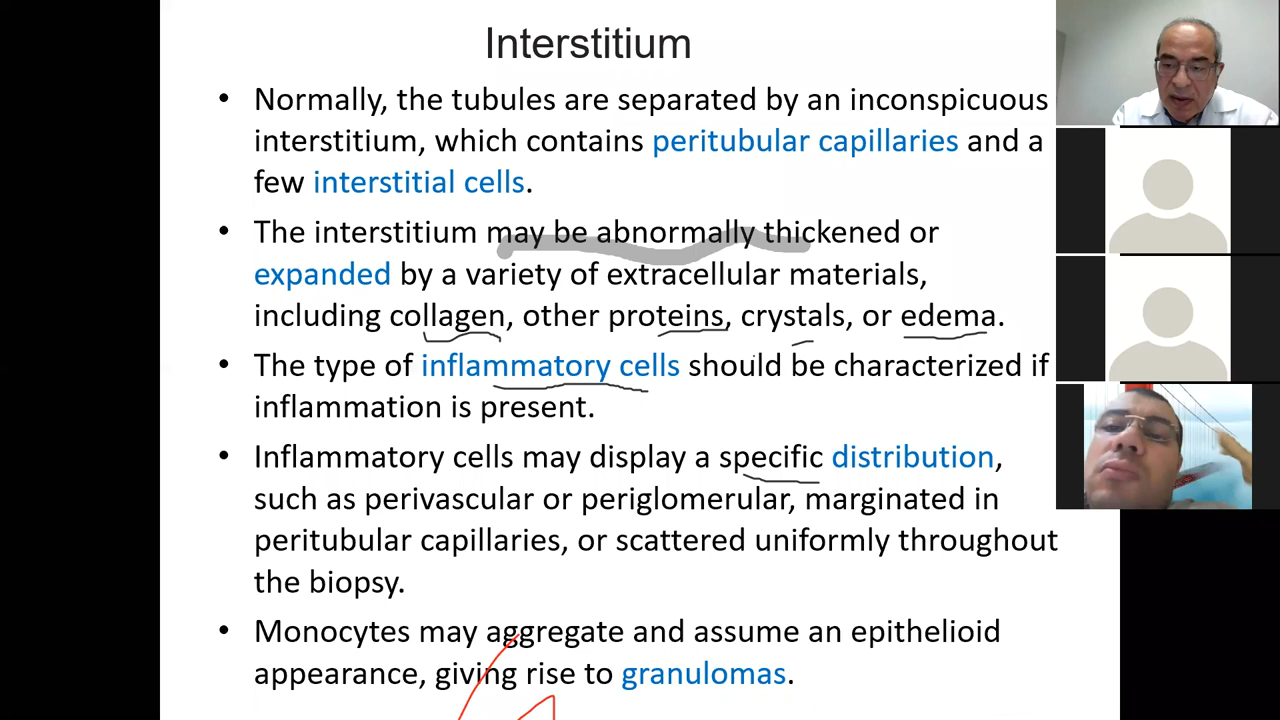 Interstitium
• Normally, the tubules are separated by an inconspicuous
interstitium, which contains peritubular capillaries and a
few interstitial cells.
• The interstitium may be abnormally thickened or
expanded by a variety of extracellular materials,
including collagen, other proteins, crystals, or edema.
• The type of inflammatory cells should be characterized if
inflammation is present.
• Inflammatory cells may display a specific distribution,
such as perivascular or periglomerular, marginated in
peritubular capillaries, or scattered uniformly throughout
the biopsy.
• Monocytes may aggregate and assume an epithelioid
appearance, giving rise to granulomas.